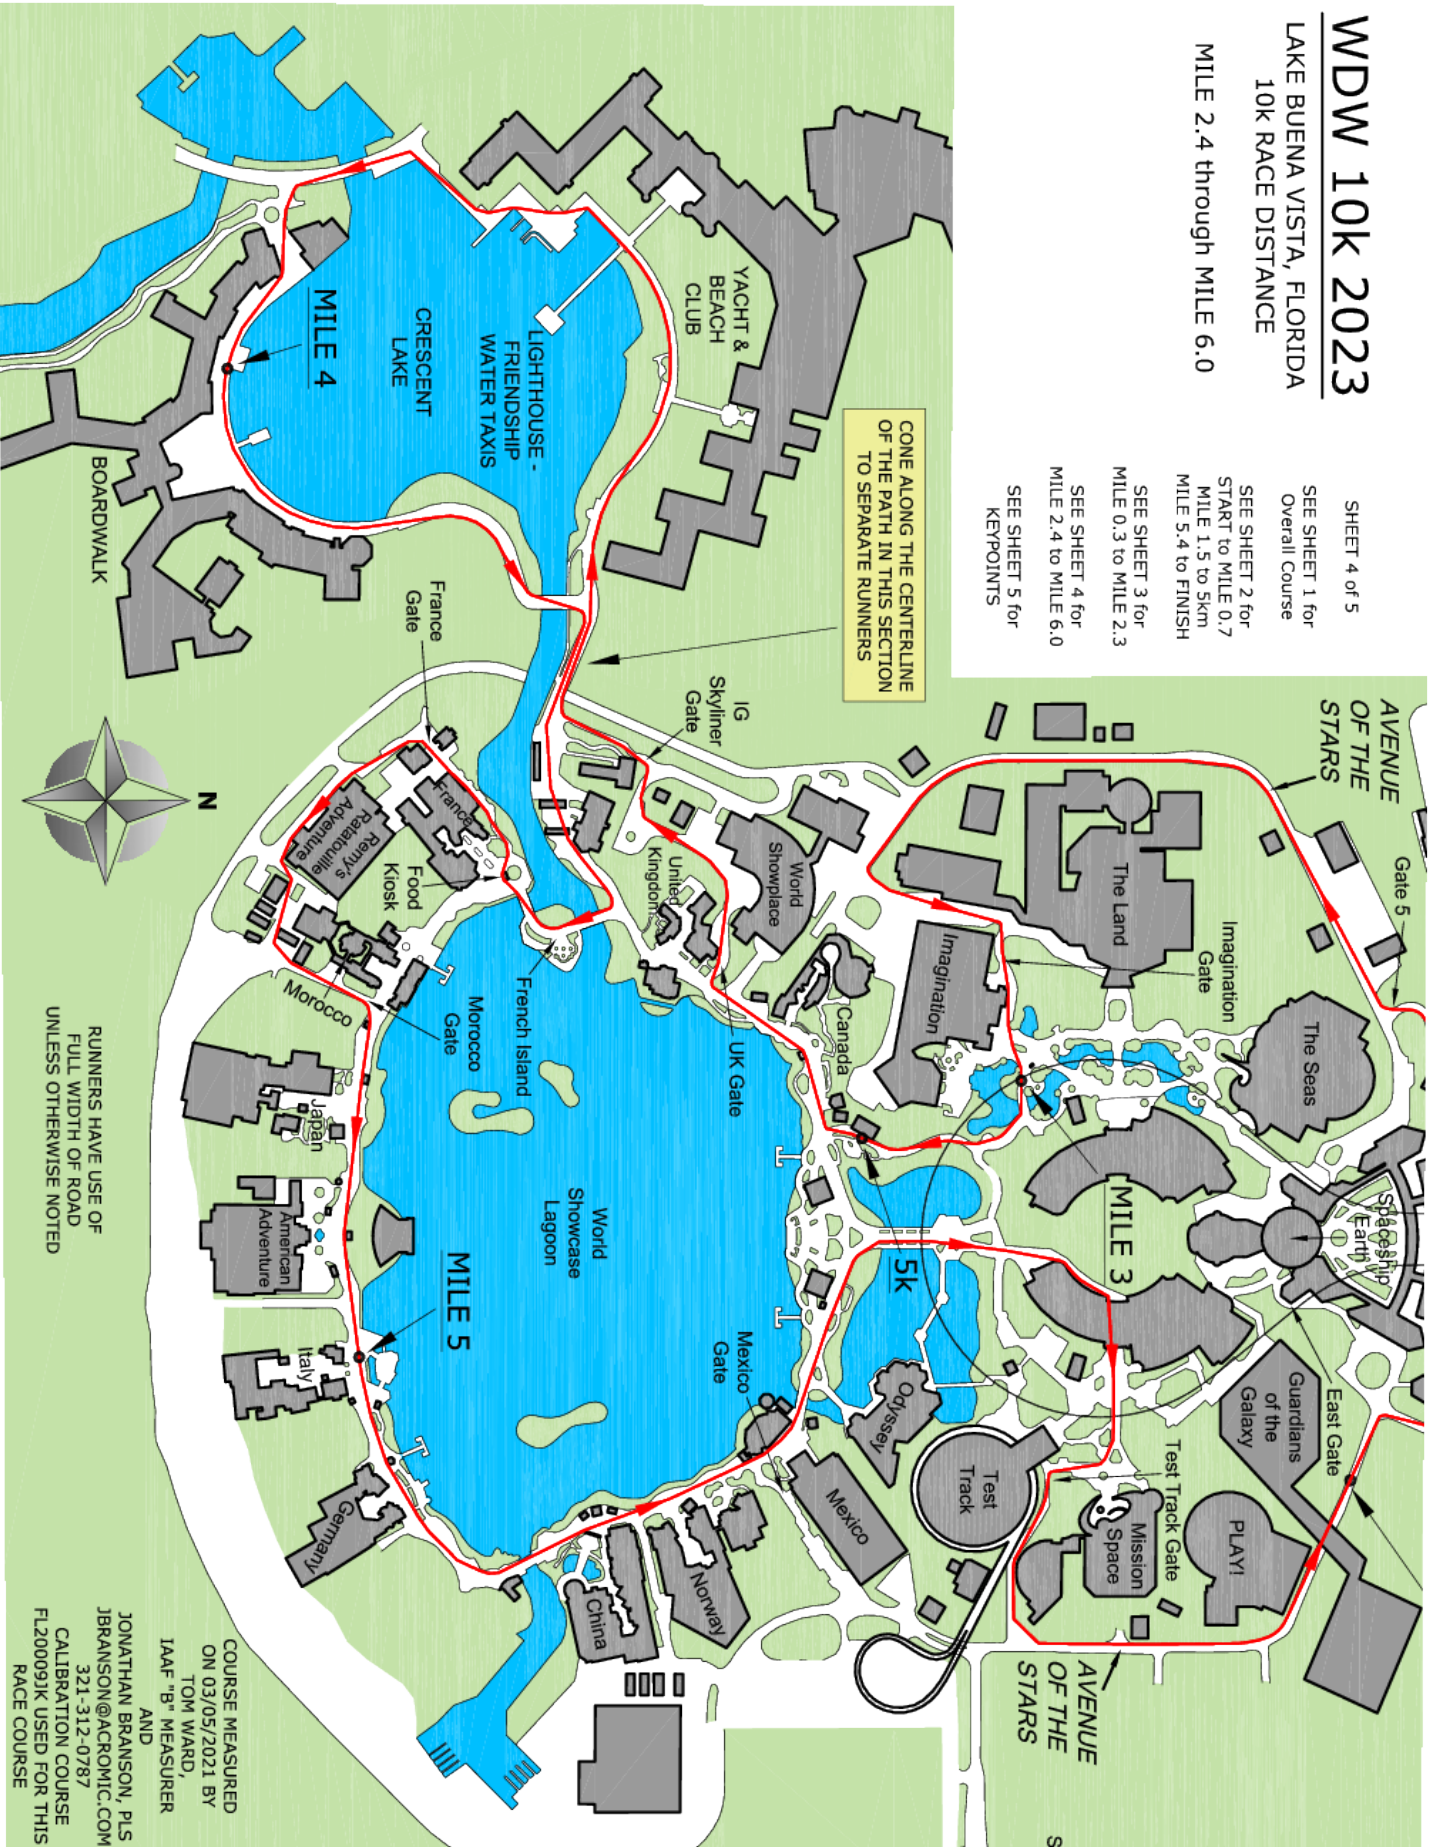 WDW 10k 2023
LAKE BUENA VISTA, FLORIDA
10k RACE DISTANCE
MILE 2.4 through MILE 6.0
SHEET 4 of 5
SEE SHEET 1 for
Overall Course
SEE SHEET 2 for
START to MILE 0.7
MILE 1.5 to 5km
MILE 5.4 to FINISH
SEE SHEET 3 for
MILE 0.3 to MILE 2.3
SEE SHEET 4 for
MILE 2.4 to MILE 6.0
SEE SHEET 5 for
KEYPOINTS
AVENUE
OF THE
STARS
Gate 5
Imagination
Gate
The Land
The Seas
Spaceship
Earth
East Gate
Guardians
of the
Galaxy
PLAY!
Test Track Gate
Mission
Space
AVENUE
OF THE
STARS
Test
Track
Odyssey
MILE 3
5k
Imagination
Canada
World
Showplace
United
Kingdom
UK Gate
IG
Skyliner
Gate
CONE ALONG THE CENTERLINE
OF THE PATH IN THIS SECTION
TO SEPARATE RUNNERS
YACHT &
BEACH
CLUB
LIGHTHOUSE -
FRIENDSHIP
WATER TAXIS
CRESCENT
LAKE
MILE 4
BOARDWALK
France
Gate
France
Remy's
Ratatouille
Adventure
Food
Kiosk
French Island
Morocco
Gate
Morocco
Japan
World
Showcase
Lagoon
American
Adventure
MILE 5
Italy
Germany
Mexico
Gate
Mexico
Norway
China
N
RUNNERS HAVE USE OF
FULL WIDTH OF ROAD
UNLESS OTHERWISE NOTED
COURSE MEASURED
ON 03/05/2021 BY
TOM WARD,
IAAF "B" MEASURER
AND
JONATHAN BRANSON, PLS
JBRANSON@ACROMIC.COM
321-312-0787
CALIBRATION COURSE
FL20009JK USED FOR THIS
RACE COURSE
S